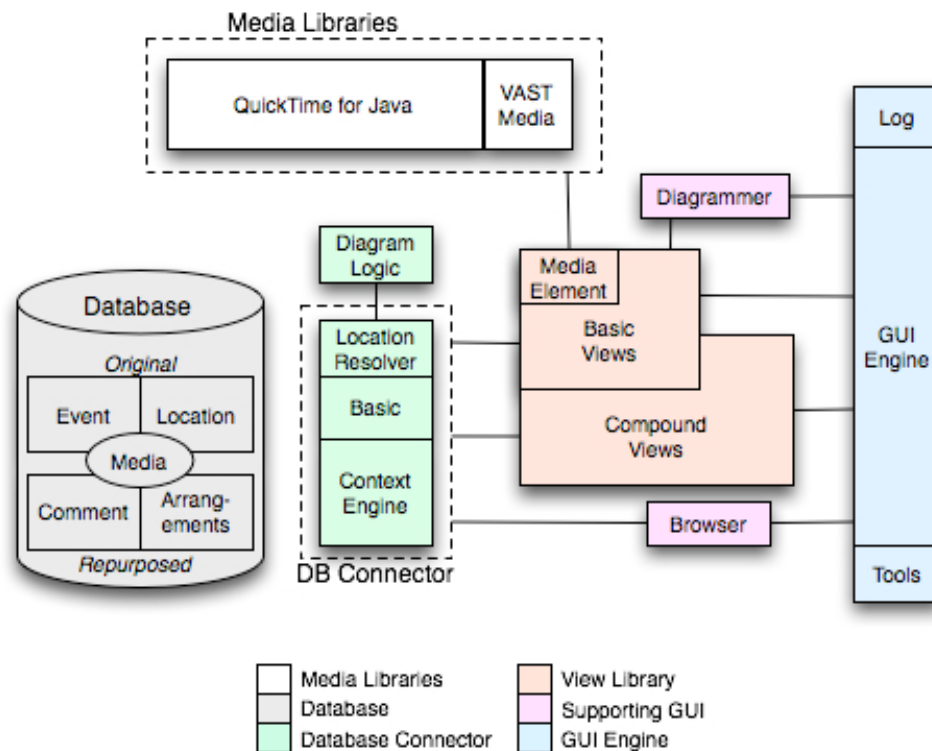 Media Libraries
QuickTime for Java
VAST
Media
Log
Diagrammer
Diagram
Logic
Media
Element
Database
Location
Resolver
Basic
Views
GUI
Engine
Original
Event
Location
Basic
Compound
Views
Media
Context
Engine
Comment
Arrang-
ements
Browser
Repurposed
DB Connector
Tools
Media Libraries
Database
Database Connector
View Library
Supporting GUI
GUI Engine